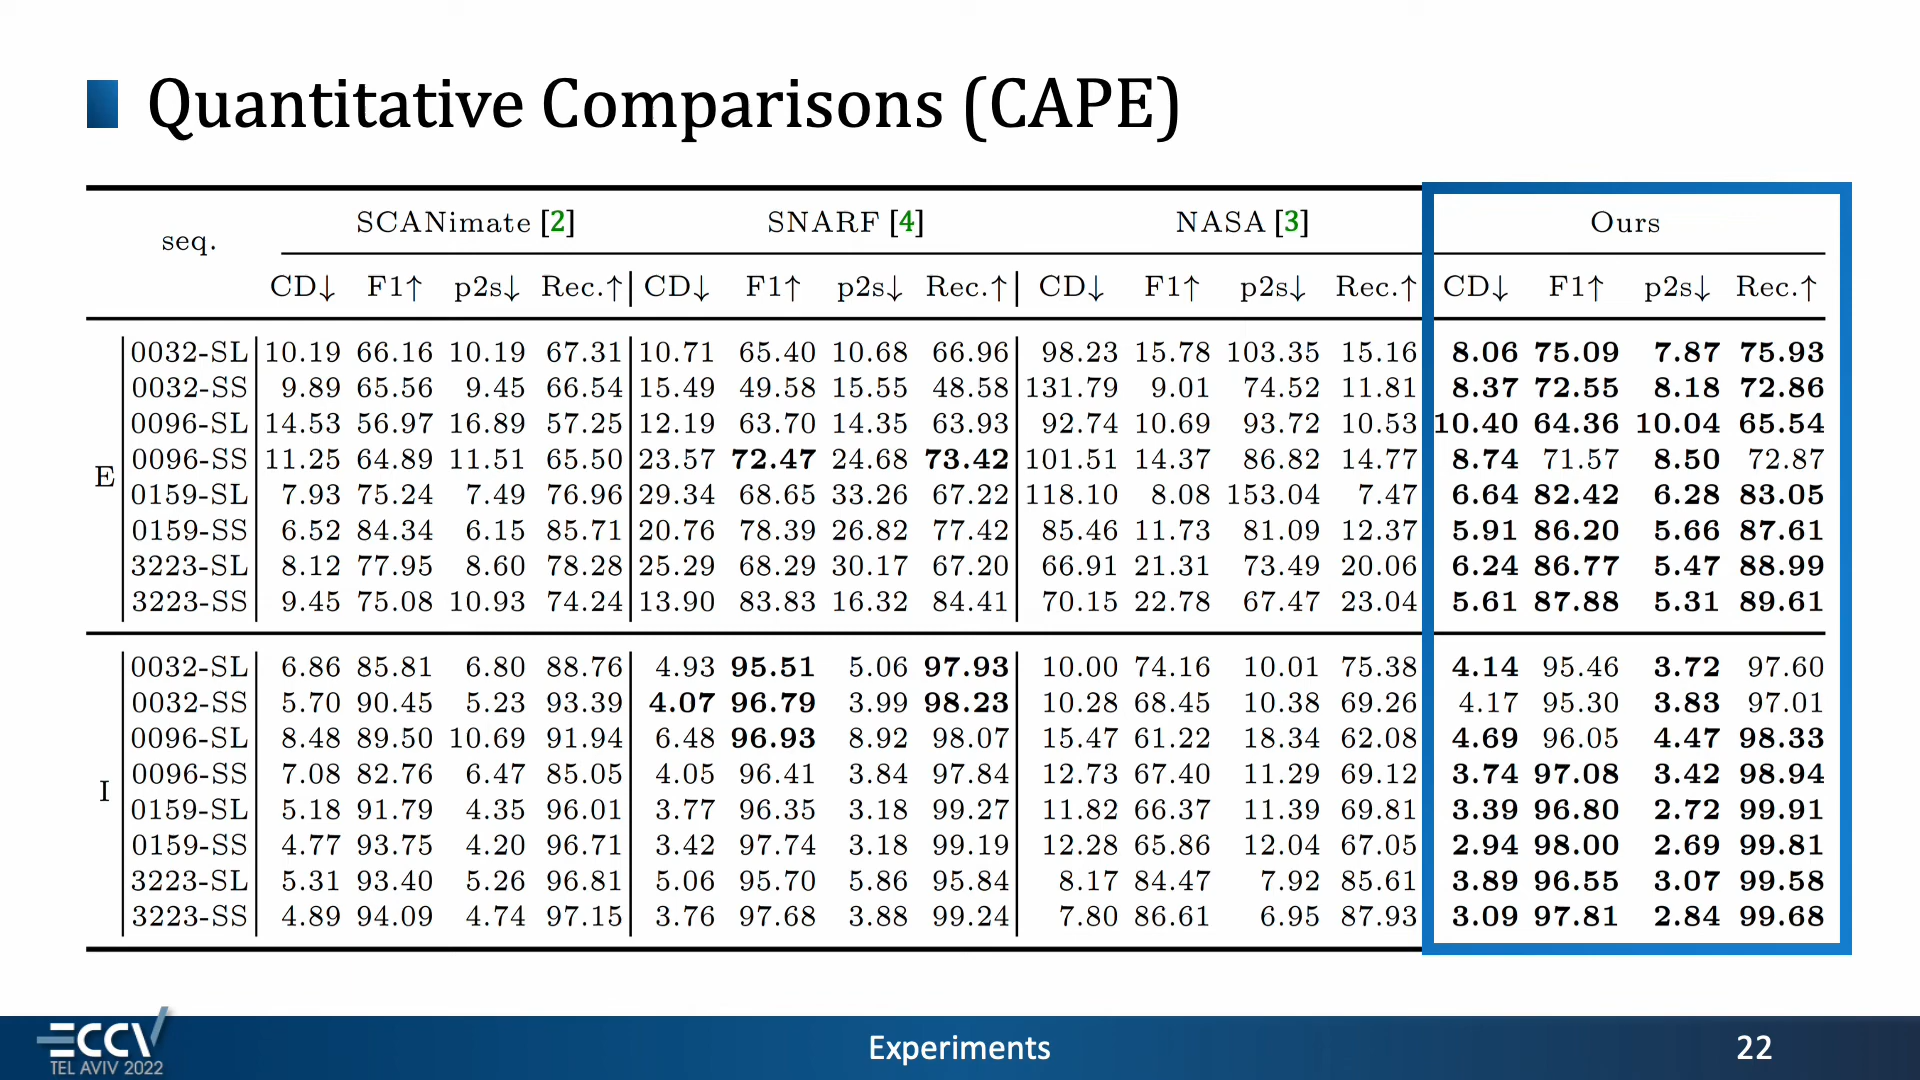 Quantitative Comparisons (CAPE)
seq. SCANimate [2] SNARF [4] NASA [3] Ours
CD↓ F1↑ p2s↓ Rec.↑ CD↓ F1↑ p2s↓ Rec.↑ CD↓ F1↑ p2s↓ Rec.↑ CD↓ F1↑ p2s↓ Rec.↑
E
0032-SL 10.19 66.16 10.19 67.31 10.71 65.40 10.68 66.96 98.23 15.78 103.35 15.16 8.06 75.09 7.87 75.93
0032-SS 9.89 65.56 9.45 66.54 15.49 49.58 15.55 48.58 131.79 9.01 74.52 11.81 8.37 72.55 8.18 72.86
0096-SL 14.53 56.97 16.89 57.25 12.19 63.70 14.35 63.93 92.74 10.69 93.72 10.53 10.40 64.36 10.04 65.54
0096-SS 11.25 64.89 11.51 65.50 23.57 72.47 24.68 73.42 101.51 14.37 86.82 14.77 8.74 71.57 8.50 72.87
0159-SL 7.93 75.24 7.49 76.96 29.34 68.65 33.26 67.22 118.10 8.08 153.04 7.47 6.64 82.42 6.28 83.05
0159-SS 6.52 84.34 6.15 85.71 20.76 78.39 26.82 77.42 85.46 11.73 81.09 12.37 5.91 86.20 5.66 87.61
3223-SL 8.12 77.95 8.60 78.28 25.29 68.29 30.17 67.20 66.91 21.31 73.49 20.06 6.24 86.77 5.47 88.99
3223-SS 9.45 75.08 10.93 74.24 13.90 83.83 16.32 84.41 70.15 22.78 67.47 23.04 5.61 87.88 5.31 89.61
I
0032-SL 6.86 85.81 6.80 88.76 4.93 95.51 5.06 97.93 10.00 74.16 10.01 75.38 4.14 95.46 3.72 97.60
0032-SS 5.70 90.45 5.23 93.39 4.07 96.79 3.99 98.23 10.28 68.45 10.38 69.26 4.17 95.30 3.83 97.01
0096-SL 8.48 89.50 10.69 91.94 6.48 96.93 8.92 98.07 15.47 61.22 18.34 62.08 4.69 96.05 4.47 98.33
0096-SS 7.08 82.76 6.47 85.05 4.05 96.41 3.84 97.84 12.73 67.40 11.29 69.12 3.74 97.08 3.42 98.94
0159-SL 5.18 91.79 4.35 96.01 3.77 96.35 3.18 99.27 11.82 66.37 11.39 69.81 3.39 96.80 2.72 99.91
0159-SS 4.77 93.75 4.20 96.71 3.42 97.74 3.18 99.19 12.28 65.86 12.04 67.05 2.94 98.00 2.69 99.81
3223-SL 5.31 93.40 5.26 96.81 5.06 95.70 5.86 95.84 8.17 84.47 7.92 85.61 3.89 96.55 3.07 99.58
3223-SS 4.89 94.09 4.74 97.15 3.76 97.68 3.88 99.24 7.80 86.61 6.95 87.93 3.09 97.81 2.84 99.68
ECCV
TEL AVIV 2022
Experiments
22